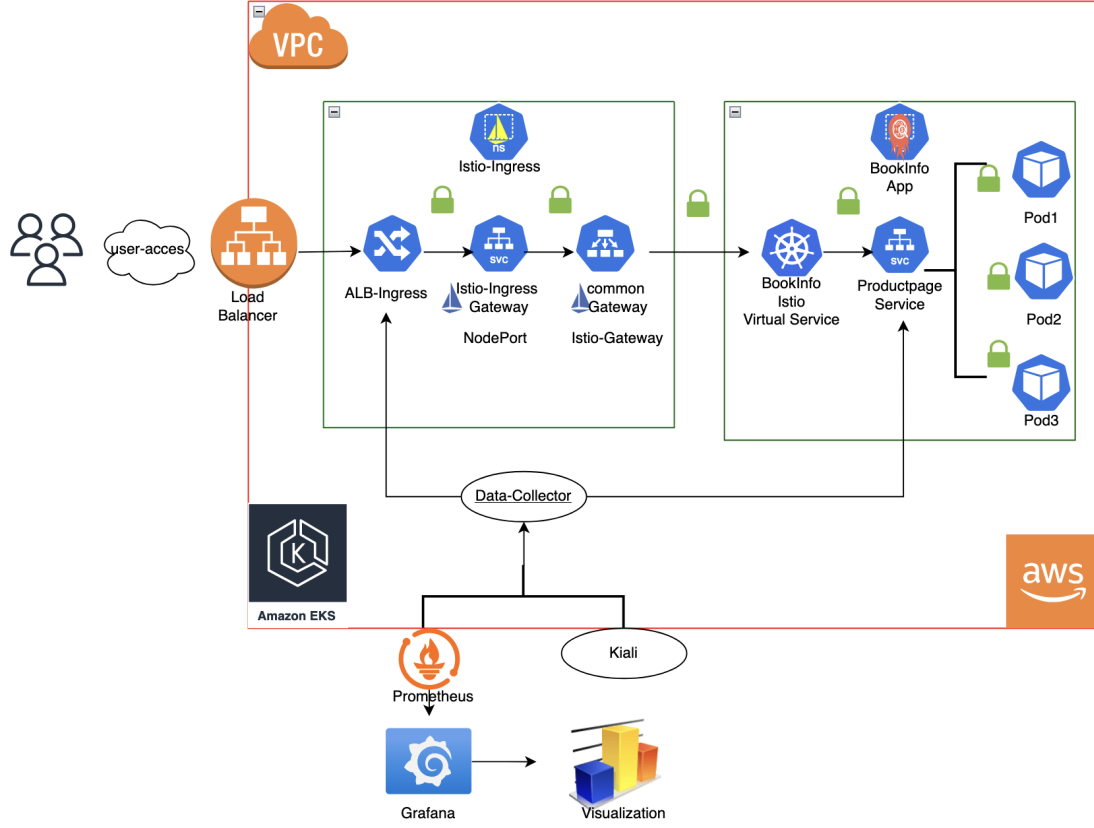 VPC
ns
Istio-Ingress
BookInfo
App
user-acces
Load
Balancer
ALB-Ingress
svc
Istio-Ingress
Gateway
NodePort
common
Gateway
Istio-Gateway
BookInfo
Istio
Virtual Service
svc
Productpage
Service
Pod1
Pod2
Pod3
Data-Collector
K
Amazon EKS
aws
Prometheus
Kiali
Grafana
Visualization